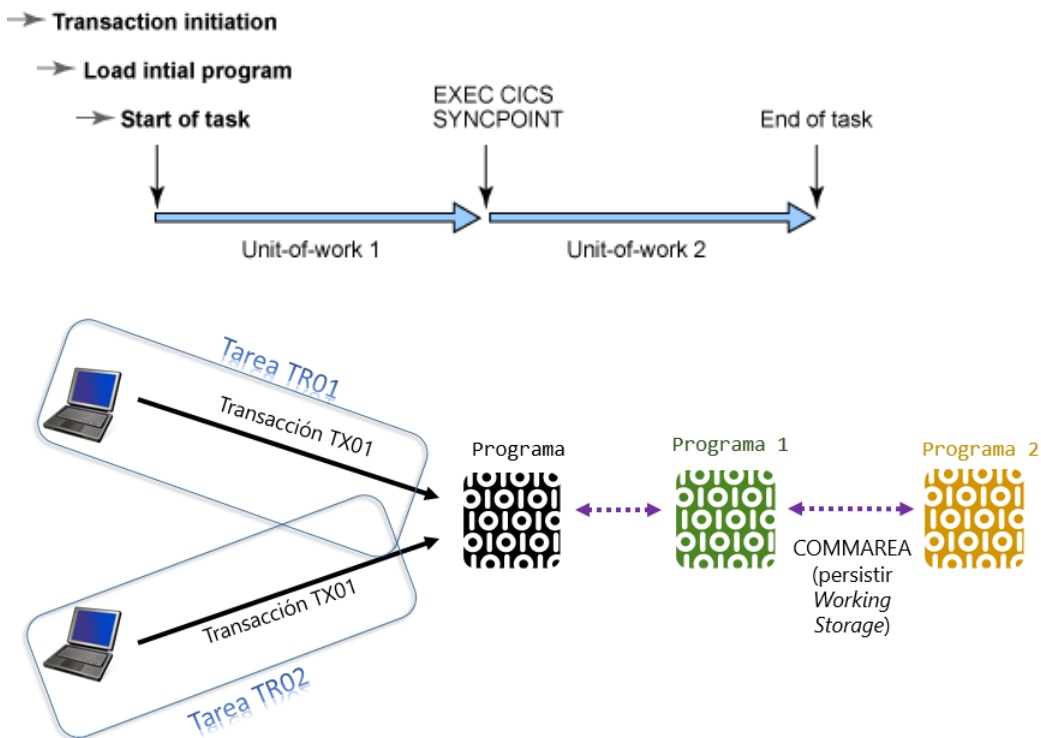 Transaction initiation
Load intial program
Start of task
EXEC CICS
SYNCPOINT
End of task
Unit-of-work 1
Unit-of-work 2
Tarea TR01
Transacción TX01
Programa
Programa 1
Programa 2
COMMAREA
(persistir
Working
Storage)
Transacción TX01
Tarea TR02